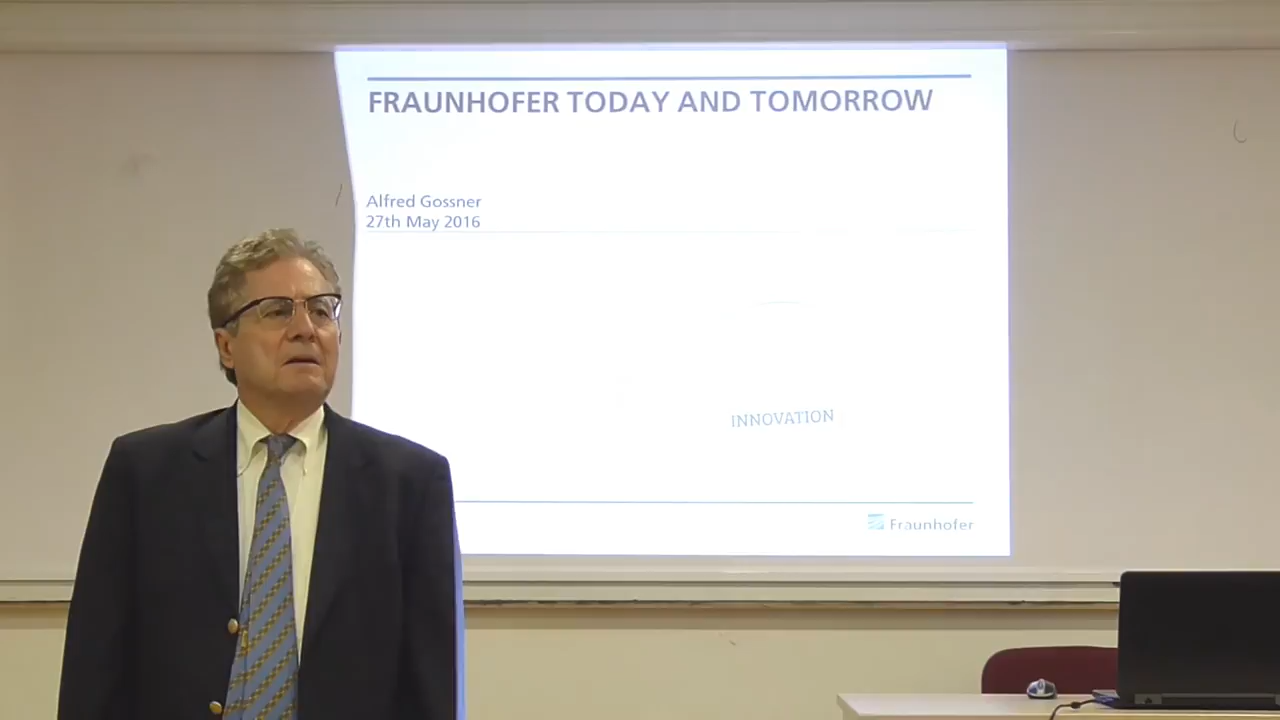 FRAUNHOFER TODAY AND TOMORROW
Alfred Gossner
27th May 2016
INNOVATION
Fraunhofer